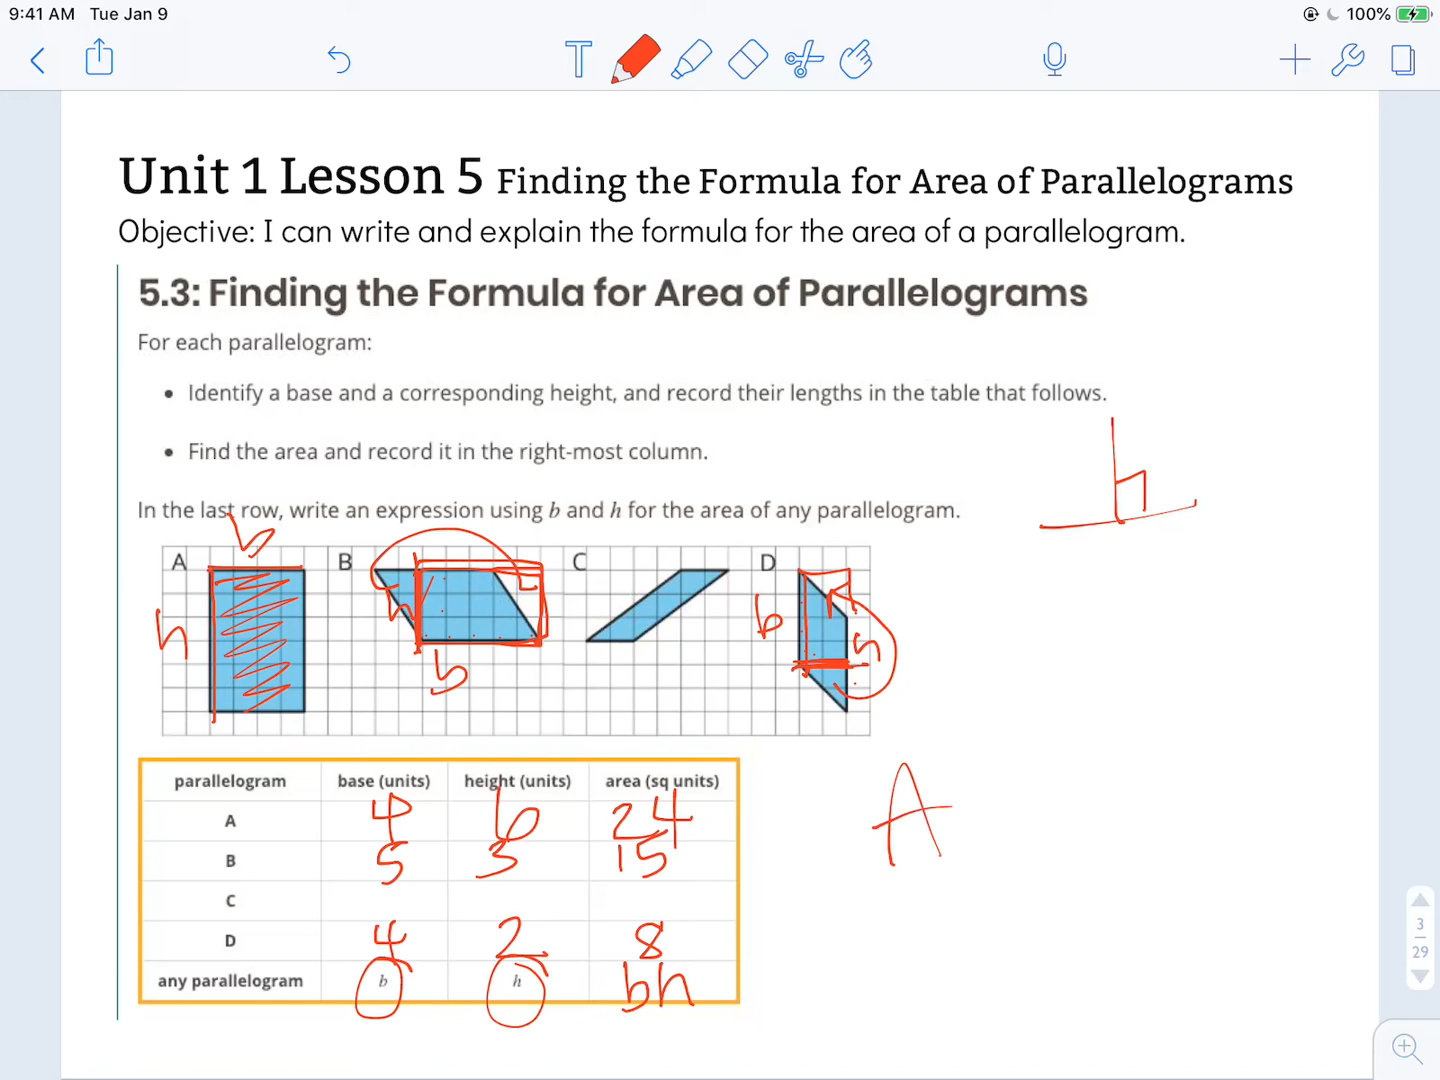 9:41 AM Tue Jan 9
100%
T
Unit 1 Lesson 5 Finding the Formula for Area of Parallelograms
Objective: I can write and explain the formula for the area of a parallelogram.
5.3: Finding the Formula for Area of Parallelograms
For each parallelogram:
• Identify a base and a corresponding height, and record their lengths in the table that follows.
• Find the area and record it in the right-most column.
h
In the last row, write an expression using b and h for the area of any parallelogram.
b
A B C D
h h b h
b
parallelogram base (units) height (units) area (sq units)
A 4 6 24
A
B 5 3 15
C
D 4 2 8
any parallelogram b h bh
3
29